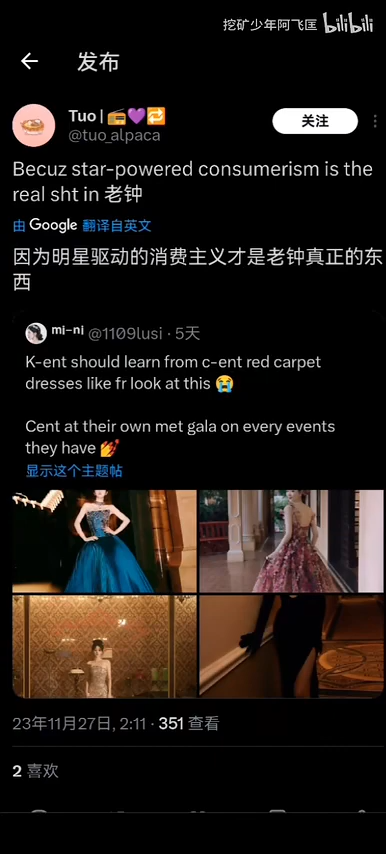 挖矿少年阿飞匡 bilibili
发布
Tuo |
@tuo_alpaca
关注
Becuz star-powered consumerism is the
real sht in 老钟
由 Google 翻译自英文
因为明星驱动的消费主义才是老钟真正的东
西
mi-ni @1109lusi · 5天
K-ent should learn from c-ent red carpet
dresses like fr look at this 😭
Cent at their own met gala on every events
they have 💅
显示这个主题帖
23年11月27日, 2:11 · 351 查看
2 喜欢